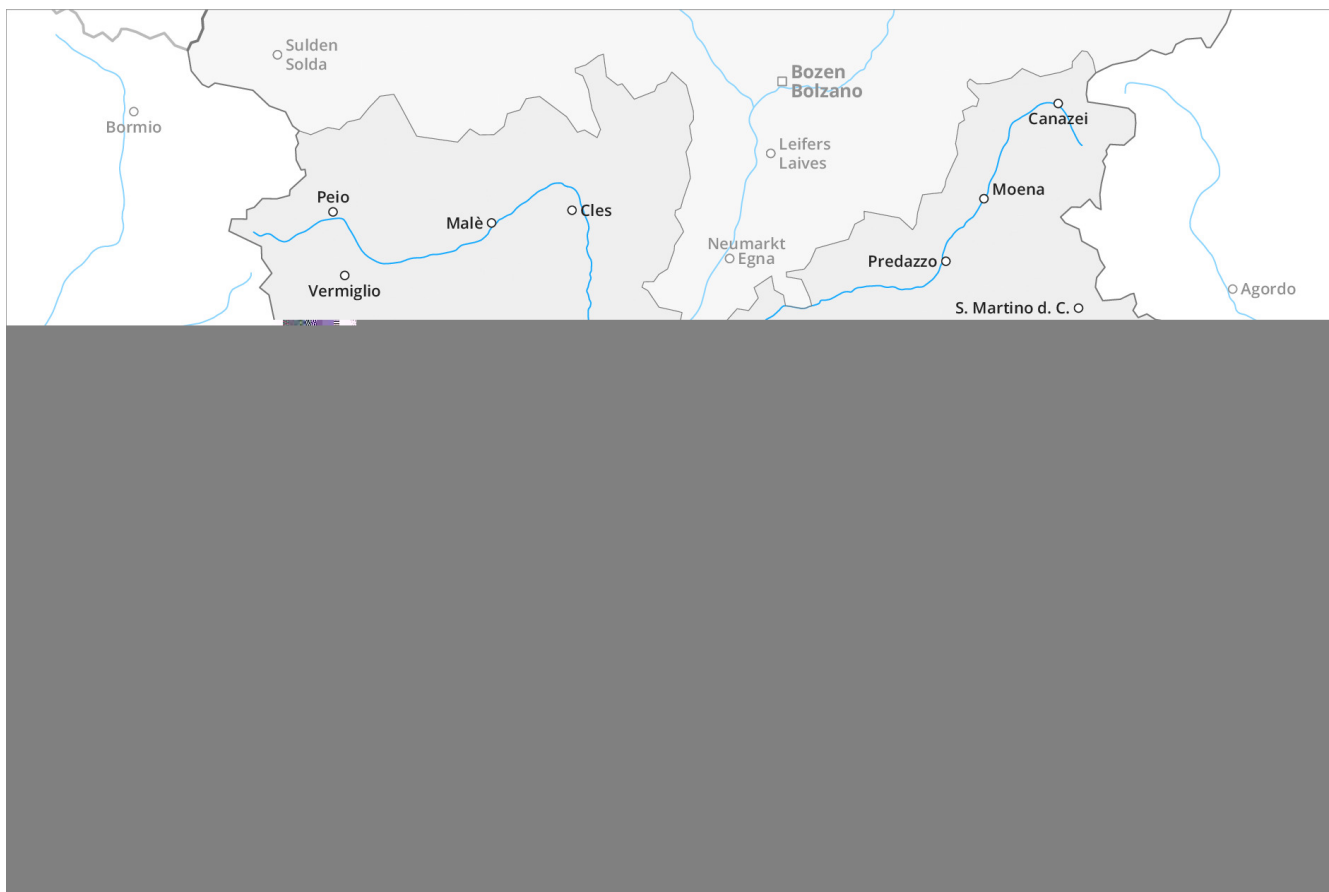 Sulden
Solda
Bozen
Bolzano
Bormio
Canazei
Leifers
Laives
Peio
Moena
Malè
Cles
Neumarkt
Egna
Predazzo
Vermiglio
Agordo
S. Martino d. C.